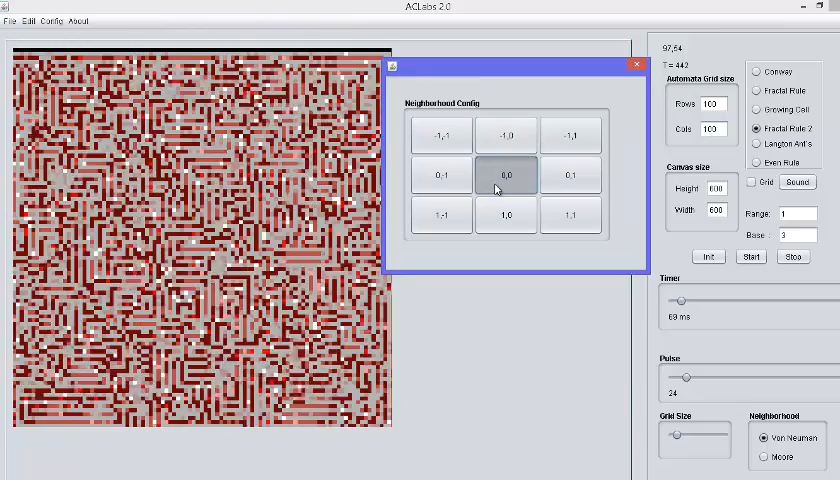 ACLabs 2.0
File Edit Config About
97,54
T = 442
Automata Grid size
Rows 100
Cols 100
Conway
Fractal Rule
Growing Cell
Fractal Rule 2
Langton Ant's
Even Rule
Neighborhood Config
-1,-1 -1,0 -1,1
0,-1 0,0 0,1
1,-1 1,0 1,1
Canvas size
Height 600
Width 600
Grid Sound
Range: 1
Base : 3
Init Start Stop
Timer
69 ms
Pulse
24
Grid Size
Neighborhood
Von Neuman
Moore